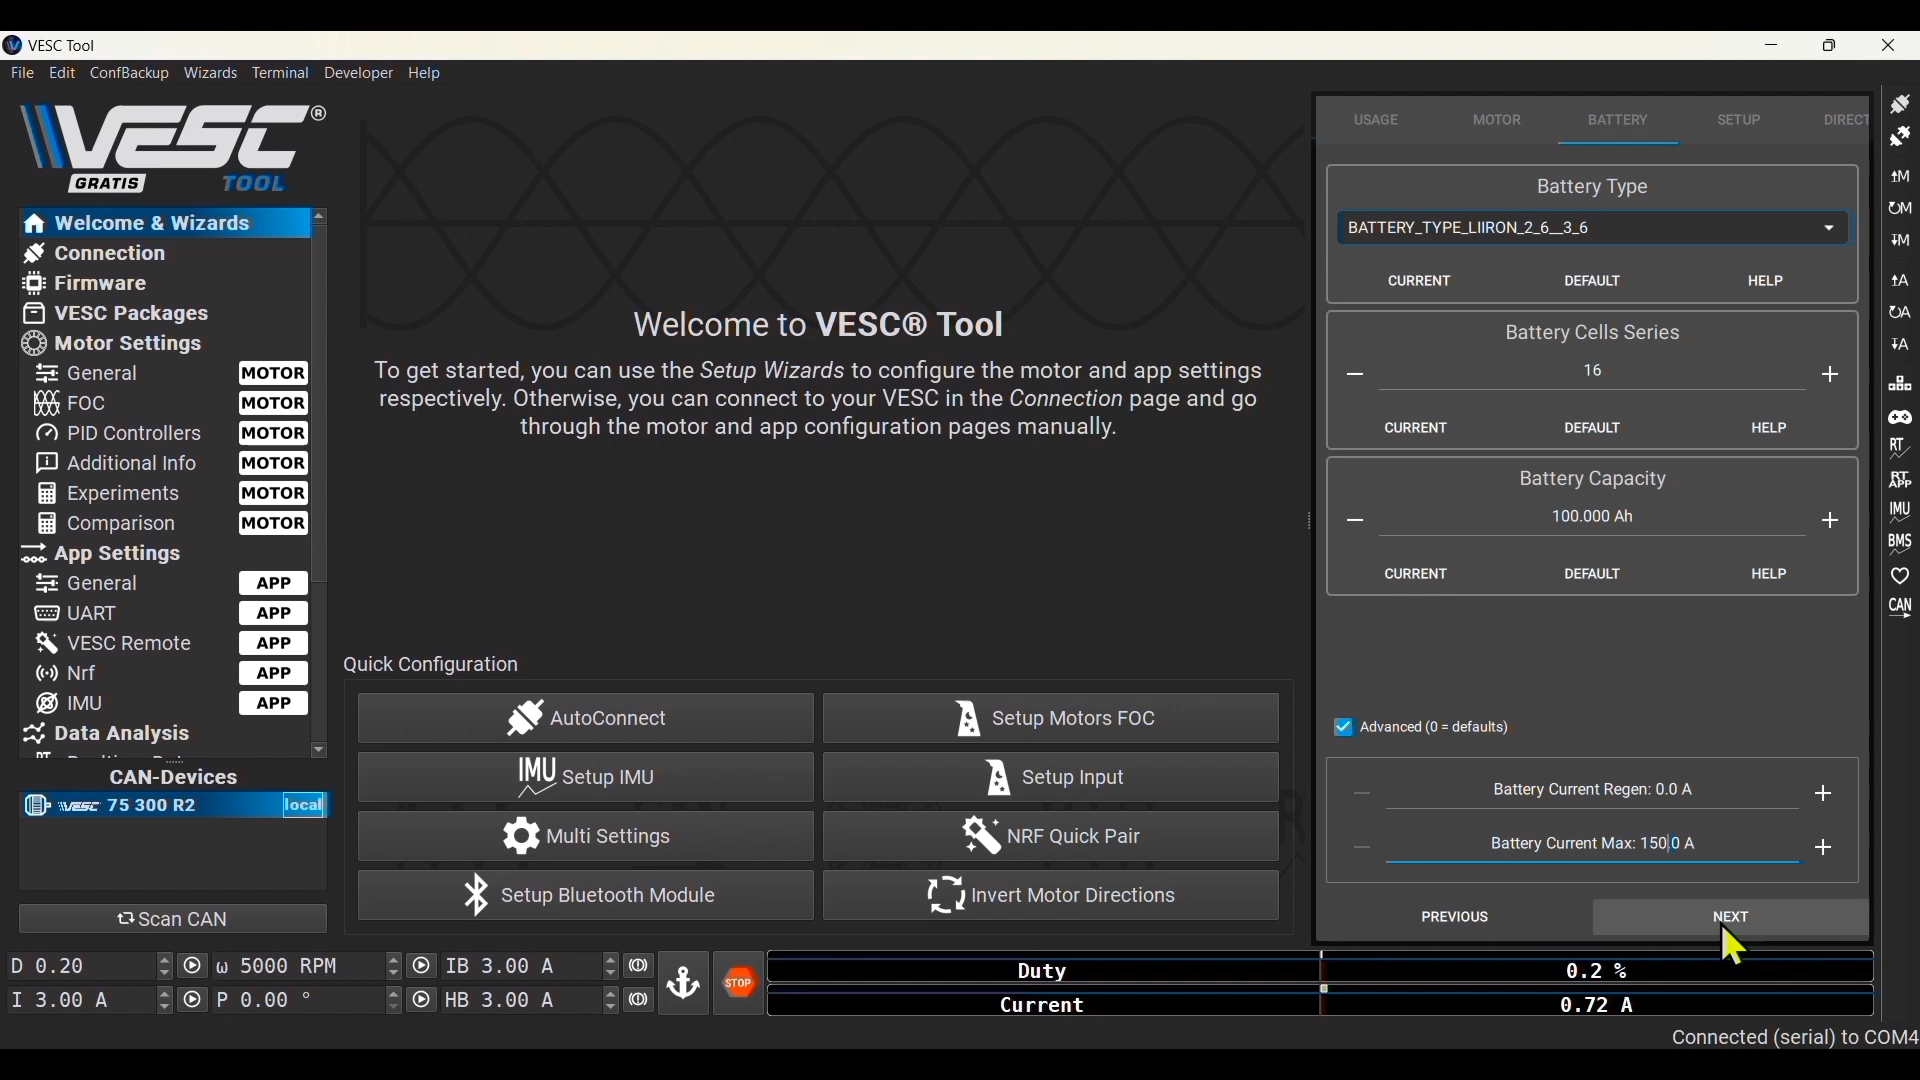 VESC Tool
File Edit ConfBackup Wizards Terminal Developer Help
VESC®
GRATIS TOOL
Welcome & Wizards
Connection
Firmware
VESC Packages
Motor Settings
General MOTOR
FOC MOTOR
PID Controllers MOTOR
Additional Info MOTOR
Experiments MOTOR
Comparison MOTOR
App Settings
General APP
UART APP
VESC Remote APP
Nrf APP
IMU APP
Data Analysis
CAN-Devices
VESC 75 300 R2 local
Scan CAN
Welcome to VESC® Tool
To get started, you can use the Setup Wizards to configure the motor and app settings
respectively. Otherwise, you can connect to your VESC in the Connection page and go
through the motor and app configuration pages manually.
Quick Configuration
AutoConnect Setup Motors FOC
IMU Setup IMU Setup Input
Multi Settings NRF Quick Pair
Setup Bluetooth Module Invert Motor Directions
USAGE MOTOR BATTERY SETUP DIRECT
Battery Type
BATTERY_TYPE_LIIRON_2_6__3_6
CURRENT DEFAULT HELP
Battery Cells Series
16
CURRENT DEFAULT HELP
Battery Capacity
100.000 Ah
CURRENT DEFAULT HELP
Advanced (0 = defaults)
Battery Current Regen: 0.0 A
Battery Current Max: 150.0 A
PREVIOUS NEXT
M
M
M
A
A
A
RT
RT
APP
IMU
BMS
CAN
D 0.20 ω 5000 RPM IB 3.00 A
I 3.00 A P 0.00 ° HB 3.00 A
STOP
Duty 0.2 %
Current 0.72 A
Connected (serial) to COM4